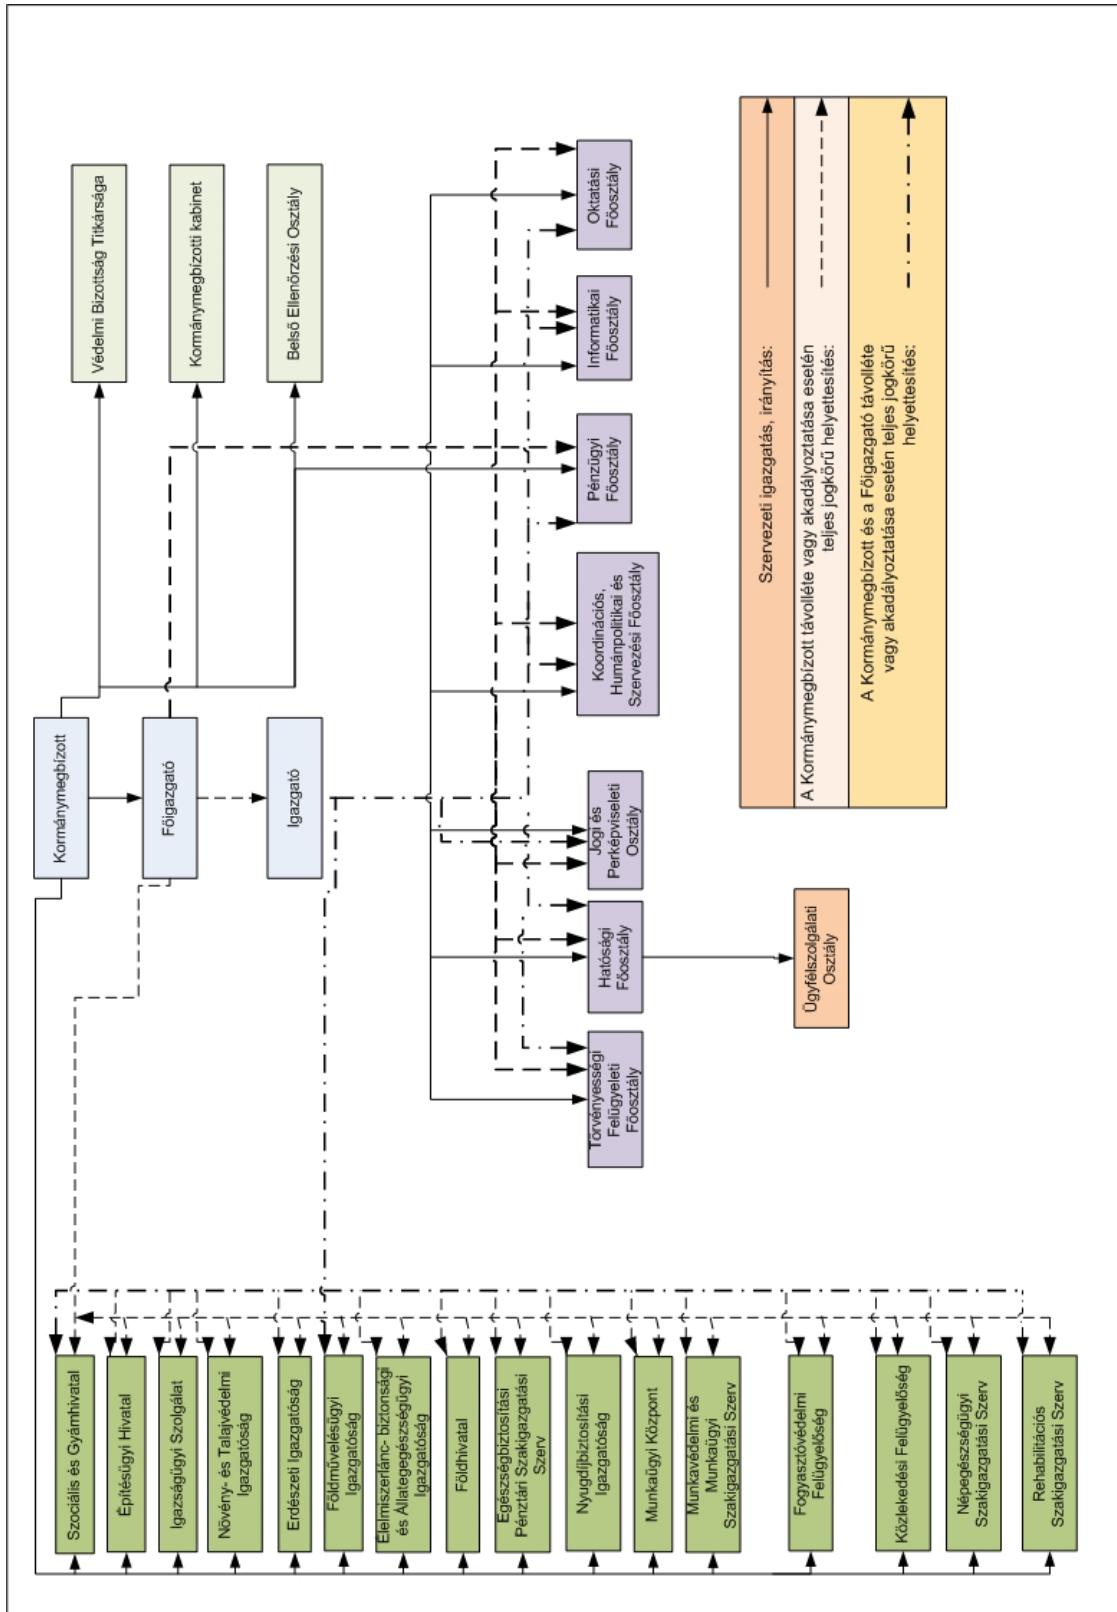 Kormánymegbízott
Főigazgató
Igazgató
Védelmi Bizottság Titkársága
Kormánymegbízotti kabinet
Belső Ellenőrzési Osztály
Szociális és Gyámhivatal
Építésügyi Hivatal
Igazságügyi Szolgálat
Növény- és Talajvédelmi
Igazgatóság
Erdészeti Igazgatóság
Földművelésügyi
Igazgatóság
Élelmiszerlánc- biztonsági
és Állategegészségügyi
Igazgatóság
Földhivatal
Egészségbiztosítási
Pénztári Szakigazgatási
Szerv
Nyugdíjbiztosítási
Igazgatóság
Munkaügyi Központ
Munkavédelmi és
Munkaügyi
Szakigazgatási Szerv
Fogyasztóvédelmi
Felügyelőség
Közlekedési Felügyelőség
Népegészségügyi
Szakigazgatási Szerv
Rehabilitációs
Szakigazgatási Szerv
Törvényességi
Felügyeleti
Főosztály
Hatósági
Főosztály
Jogi és
Perképviseleti
Osztály
Koordinációs,
Humánpolitikai és
Szervezési Főosztály
Pénzügyi
Főosztály
Informatikai
Főosztály
Oktatási
Főosztály
Ügyfélszolgálati
Osztály
Szervezeti igazgatás, irányítás:
A Kormánymegbízott távolléte vagy akadályoztatása esetén
teljes jogkörű helyettesítés:
A Kormánymegbízott és a Főigazgató távolléte
vagy akadályoztatása esetén teljes jogkörű
helyettesítés: